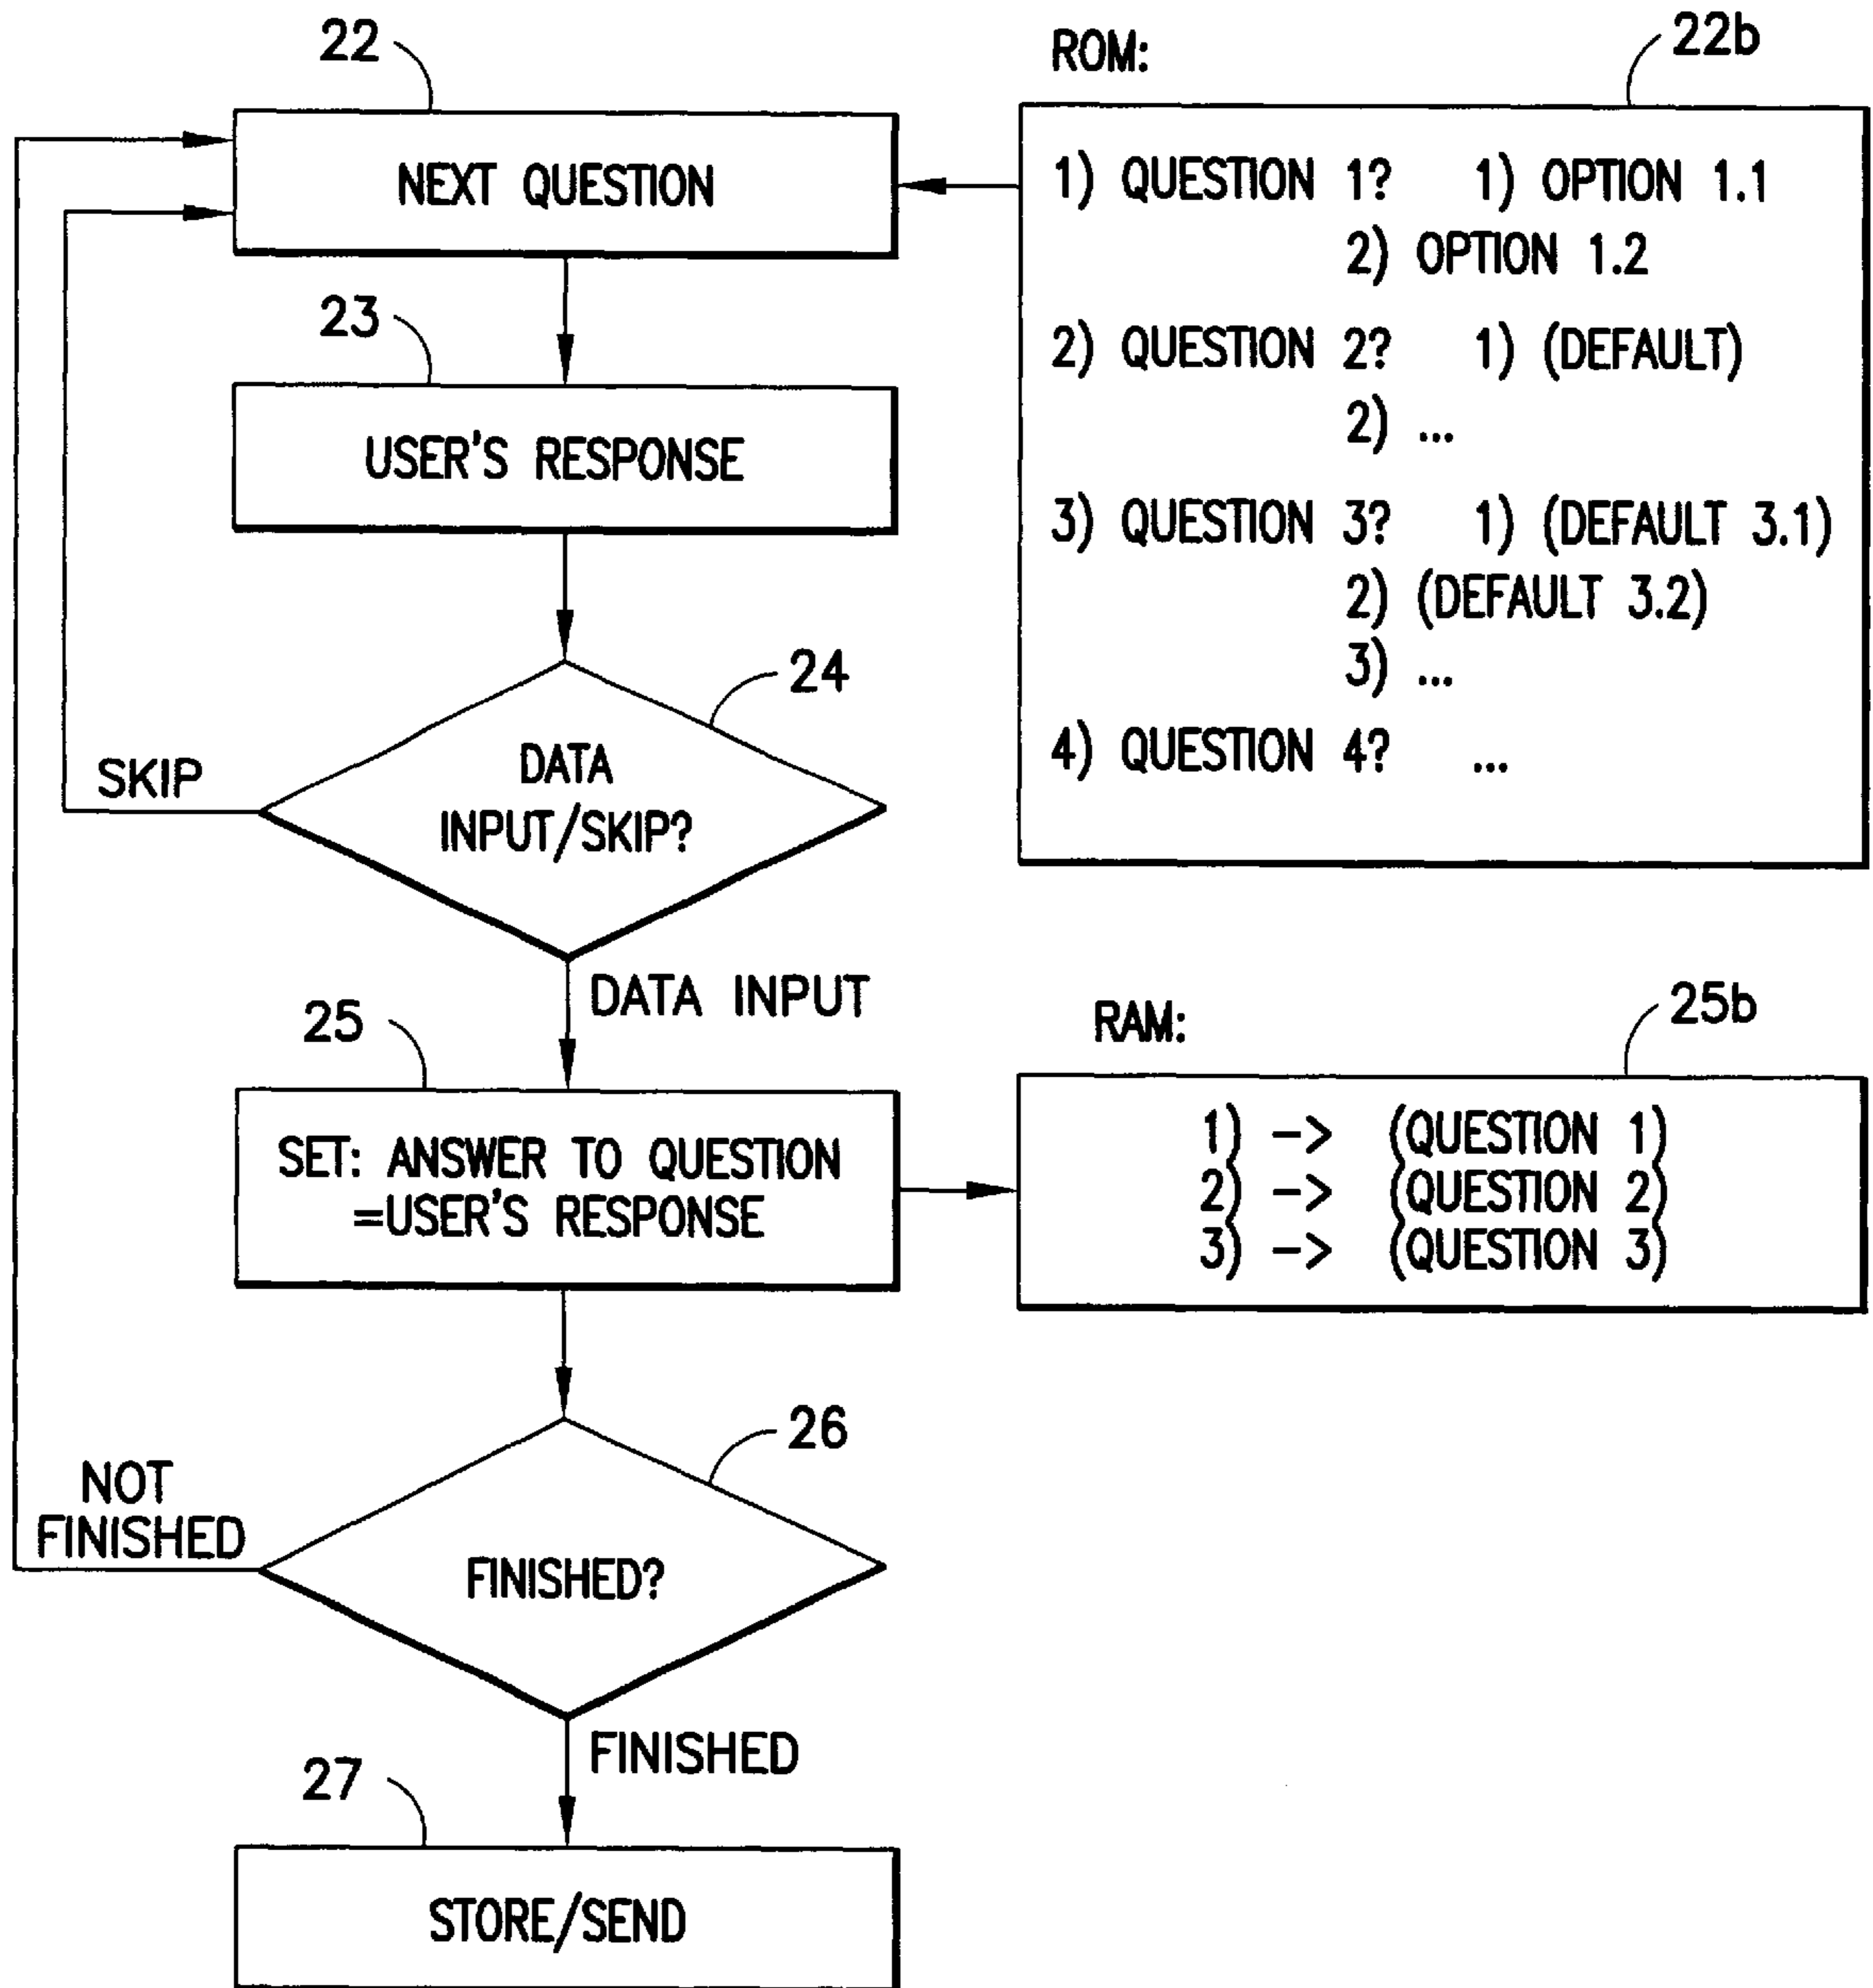 22
NEXT QUESTION
23
USER'S RESPONSE
24
DATA
INPUT/SKIP?
SKIP
DATA INPUT
25
SET: ANSWER TO QUESTION
=USER'S RESPONSE
26
FINISHED?
NOT
FINISHED
FINISHED
27
STORE/SEND
ROM:
22b
1) QUESTION 1? 1) OPTION 1.1
2) OPTION 1.2
2) QUESTION 2? 1) (DEFAULT)
2) ...
3) QUESTION 3? 1) (DEFAULT 3.1)
2) (DEFAULT 3.2)
3) ...
4) QUESTION 4? ...
RAM:
25b
1) -> (QUESTION 1)
2) -> (QUESTION 2)
3) -> (QUESTION 3)